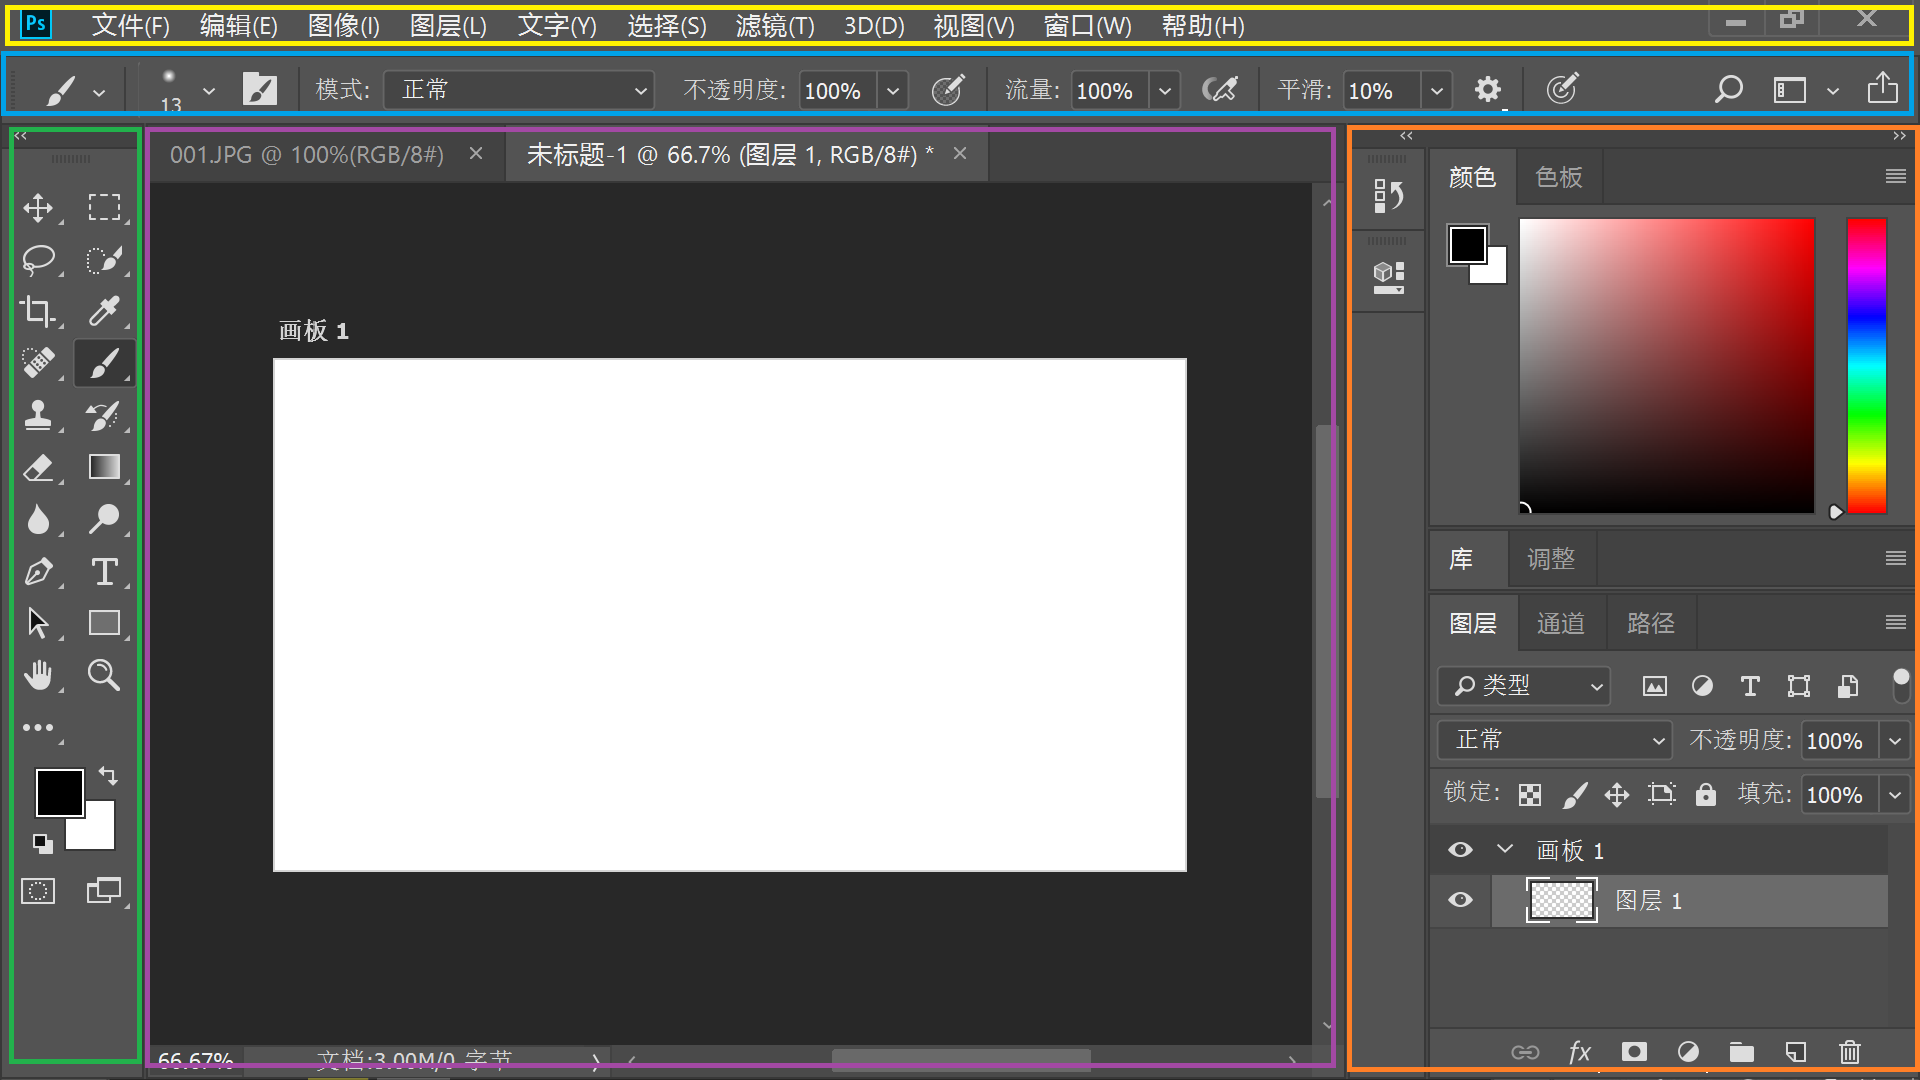 Ps 文件(F) 编辑(E) 图像(I) 图层(L) 文字(Y) 选择(S) 滤镜(T) 3D(D) 视图(V) 窗口(W) 帮助(H)
13 模式: 正常 不透明度: 100% 流量: 100% 平滑: 10%
001.JPG @ 100%(RGB/8#) × 未标题-1 @ 66.7% (图层 1, RGB/8#) * ×
画板 1
66.67% 文档:3.00M/0 字节
颜色 色板
库 调整
图层 通道 路径
类型
正常 不透明度: 100%
锁定: 填充: 100%
画板 1
图层 1
fx